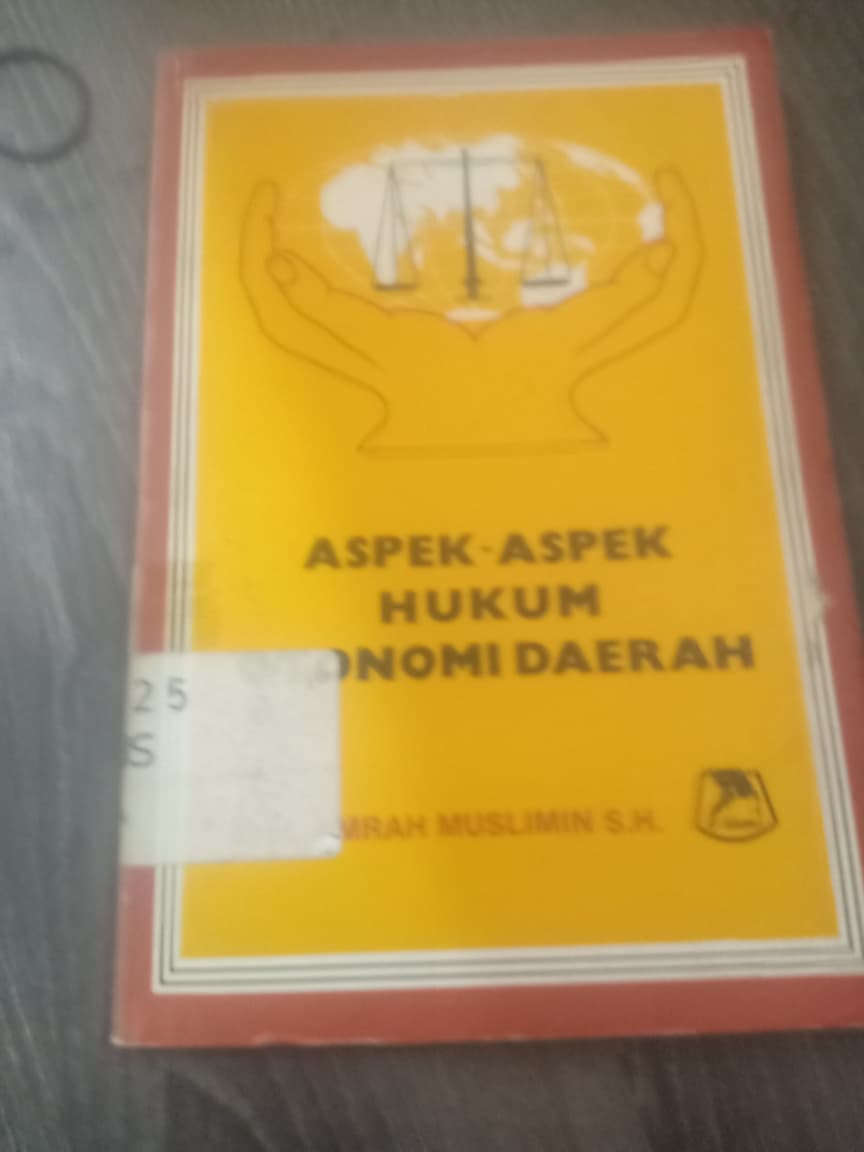 ASPEK-ASPEK
HUKUM
ONOMI DAERAH
25
S
MRAH MUSLIMIN S.H.